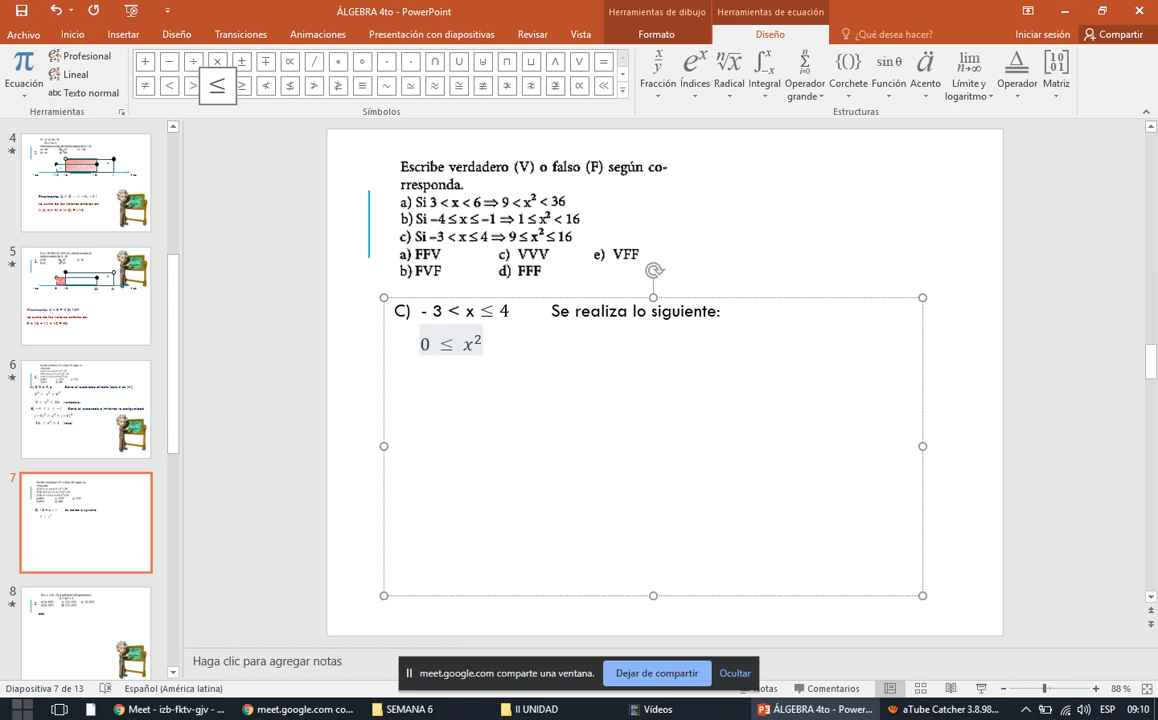 ÁLGEBRA 4to - PowerPoint
Herramientas de dibujo
Herramientas de ecuación
Archivo
Inicio
Insertar
Diseño
Transiciones
Animaciones
Presentación con diapositivas
Revisar
Vista
Formato
Diseño
¿Qué desea hacer?
Iniciar sesión
Compartir
Ecuación
Profesional
Lineal
abc Texto normal
Herramientas
Símbolos
Fracción
Índices
Radical
Integral
Operador grande
Corchete
Función
Acento
Límite y logaritmo
Operador
Matriz
Estructuras
4
5
6
7
8
Escribe verdadero (V) o falso (F) según co-
rresponda.
a) Si 3 < x < 6 ⇒ 9 < x² < 36
b) Si −4 ≤ x ≤ −1 ⇒ 1 ≤ x² < 16
c) Si −3 < x ≤ 4 ⇒ 9 ≤ x² ≤ 16
a) FFV c) VVV e) VFF
b) FVF d) FFF
C) - 3 < x ≤ 4 Se realiza lo siguiente:
0 ≤ x²
Haga clic para agregar notas
meet.google.com comparte una ventana.
Dejar de compartir
Ocultar
Diapositiva 7 de 13
Español (América latina)
Notas
Comentarios
88 %
Meet - izb-fktv-gjv - ...
meet.google.com co...
SEMANA 6
II UNIDAD
Vídeos
ÁLGEBRA 4to - Power...
aTube Catcher 3.8.98...
ESP
09:10